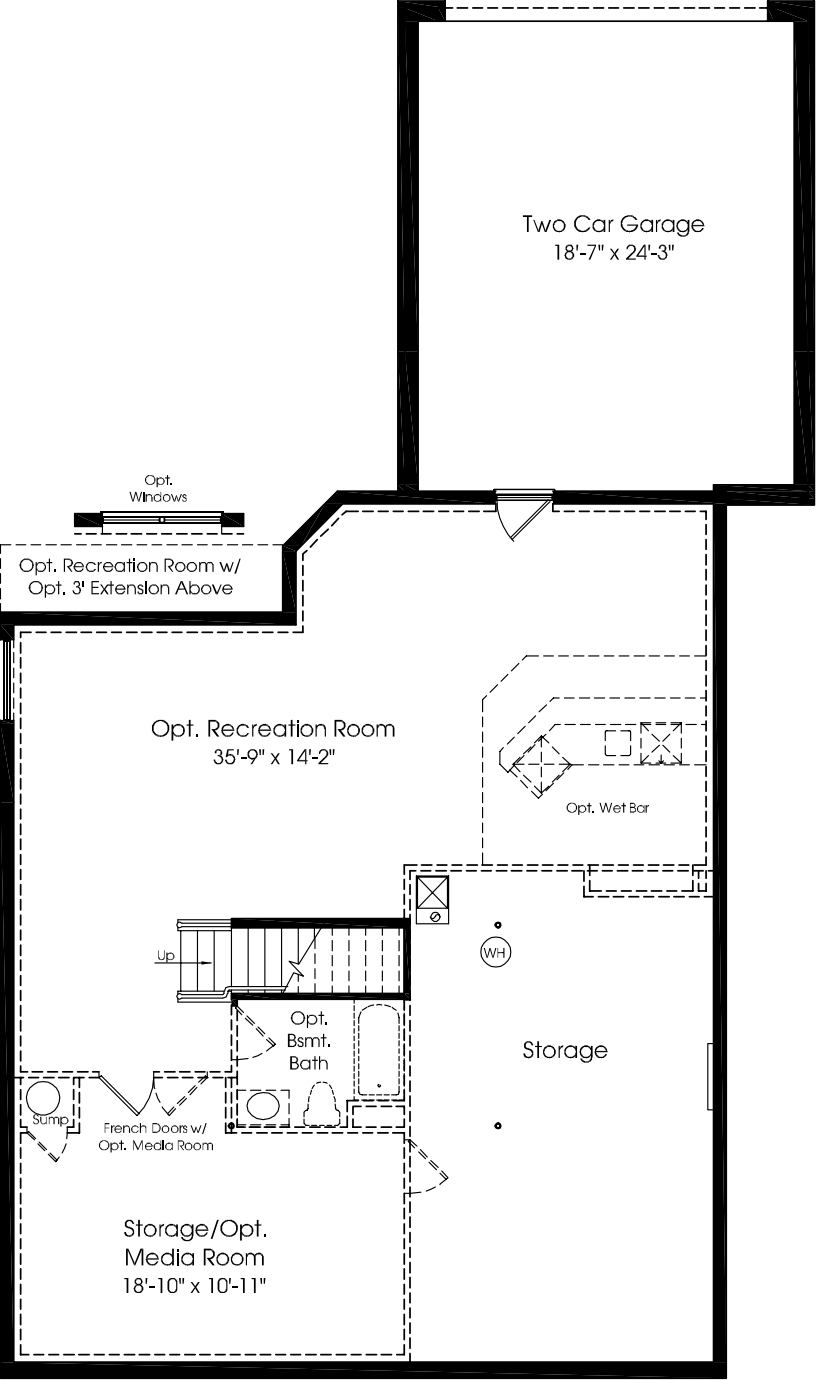 Two Car Garage
18'-7" x 24'-3"
Opt.
Windows
Opt. Recreation Room w/
Opt. 3' Extension Above
Opt. Recreation Room
35'-9" x 14'-2"
Opt. Wet Bar
Up
WH
Opt.
Bsmt.
Bath
Storage
Sump
French Doors w/
Opt. Media Room
Storage/Opt.
Media Room
18'-10" x 10'-11"